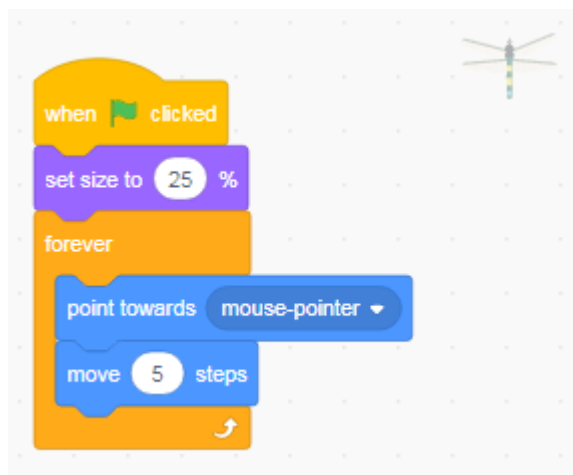 when clicked
set size to 25 %
forever
point towards mouse-pointer
move 5 steps